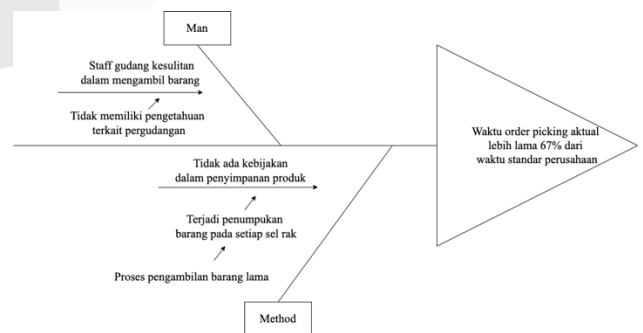 Man
Staff gudang kesulitan
dalam mengambil barang
Tidak memiliki pengetahuan
terkait pergudangan
Waktu order picking aktual
lebih lama 67% dari
waktu standar perusahaan
Tidak ada kebijakan
dalam penyimpanan produk
Terjadi penumpukan
barang pada setiap sel rak
Proses pengambilan barang lama
Method